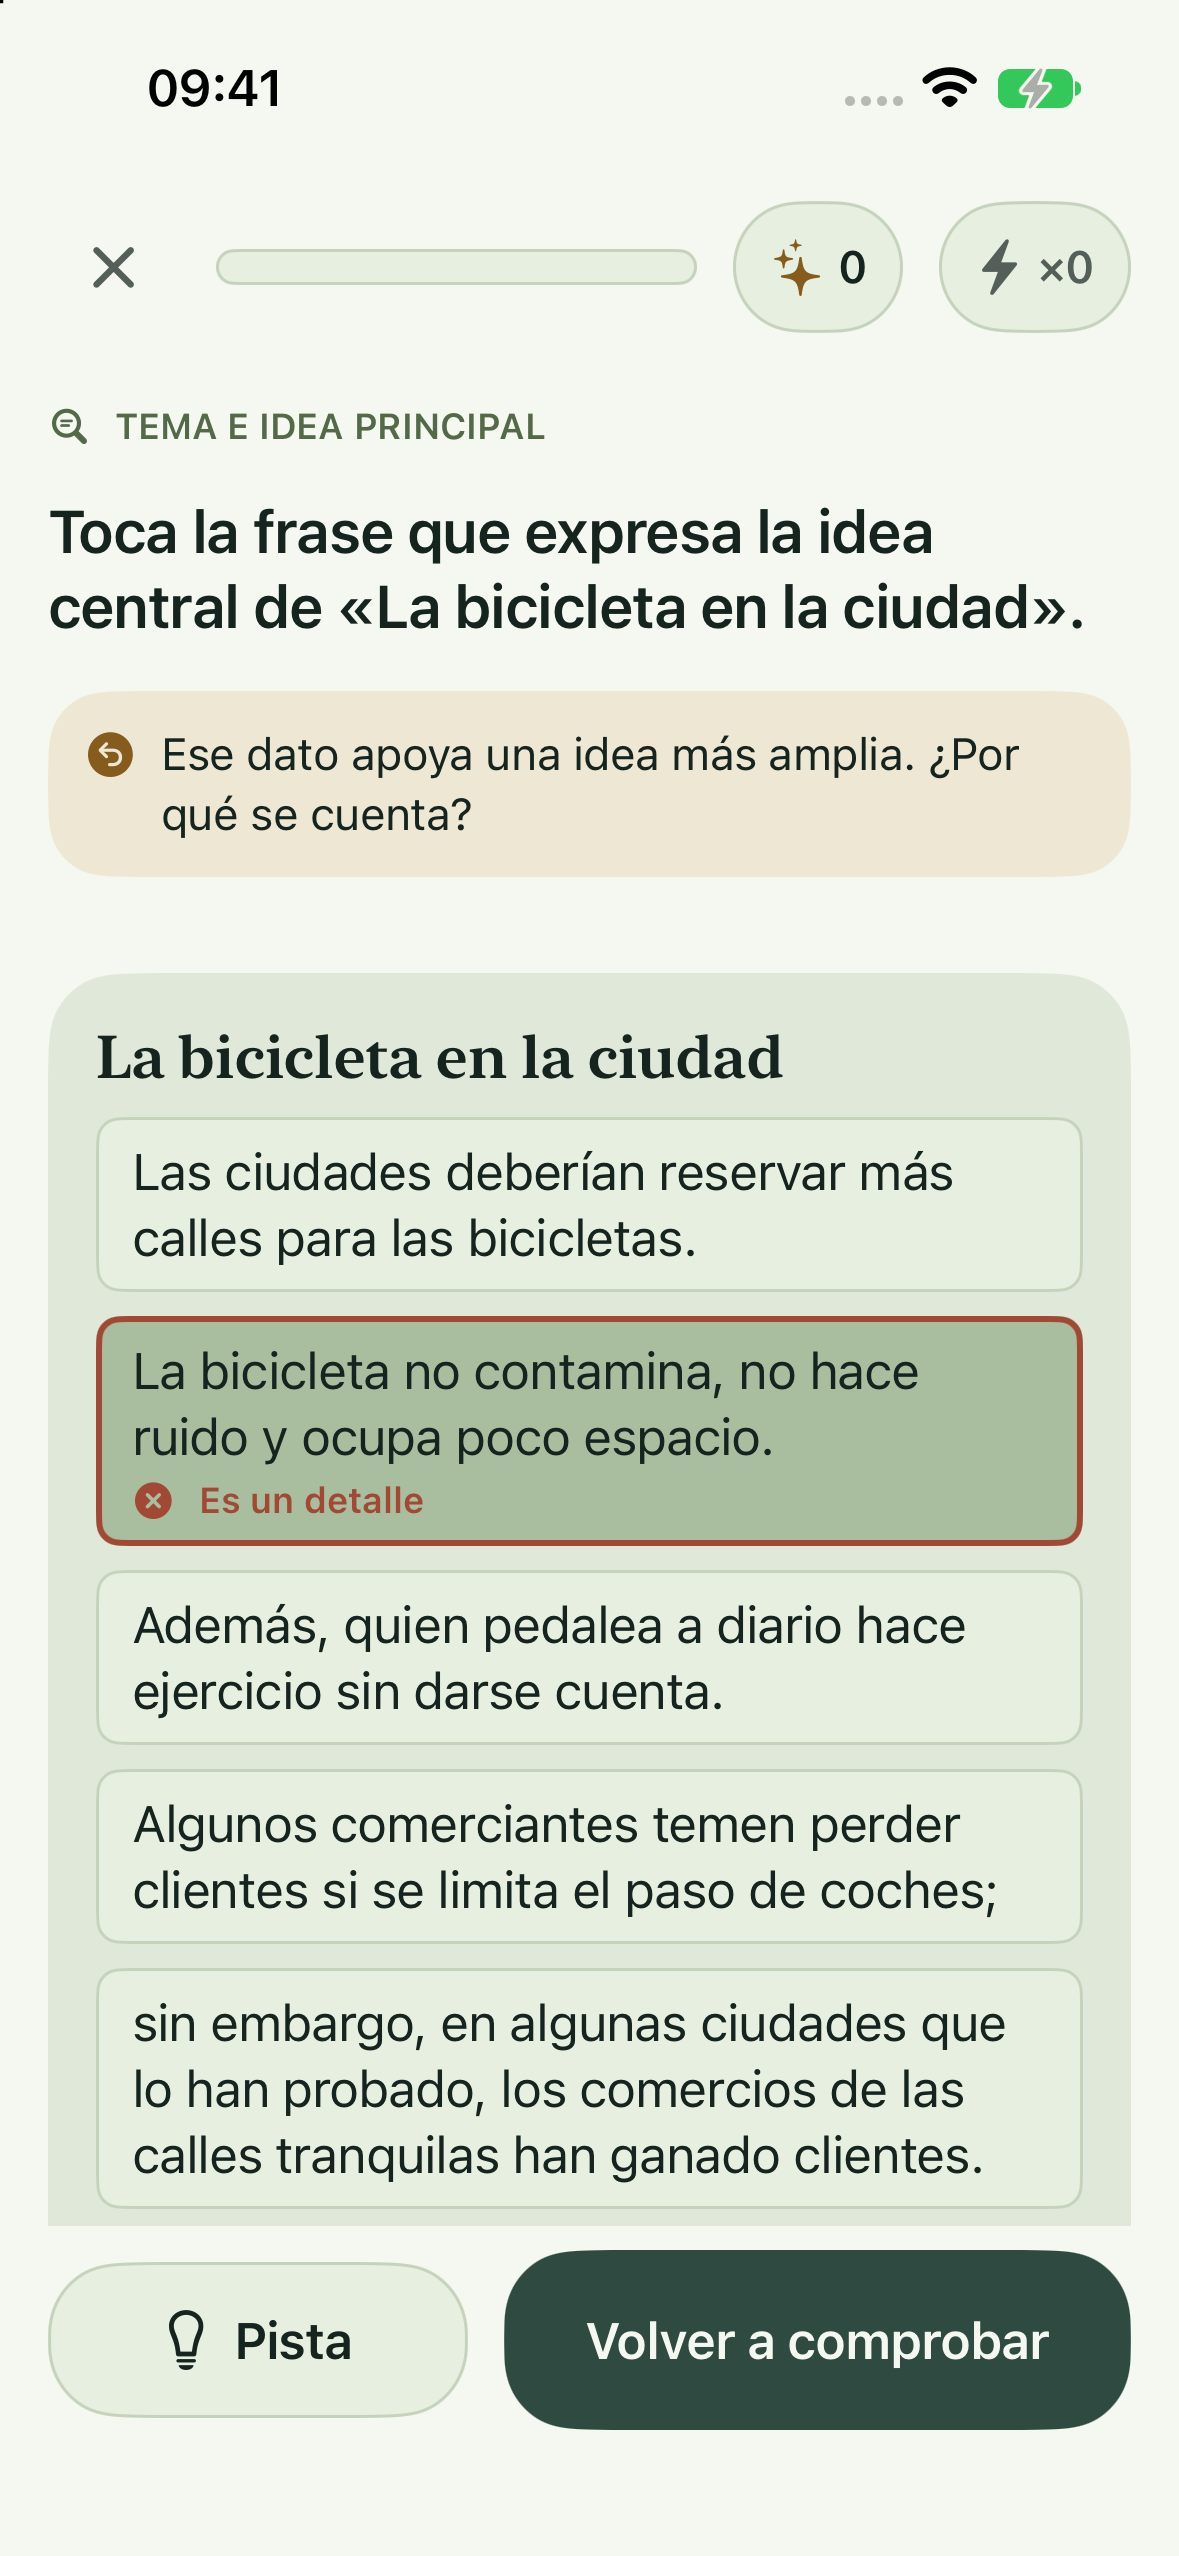 09:41
0
×0
TEMA E IDEA PRINCIPAL
Toca la frase que expresa la idea
central de «La bicicleta en la ciudad».
Ese dato apoya una idea más amplia. ¿Por
qué se cuenta?
La bicicleta en la ciudad
Las ciudades deberían reservar más
calles para las bicicletas.
La bicicleta no contamina, no hace
ruido y ocupa poco espacio.
Es un detalle
Además, quien pedalea a diario hace
ejercicio sin darse cuenta.
Algunos comerciantes temen perder
clientes si se limita el paso de coches;
sin embargo, en algunas ciudades que
lo han probado, los comercios de las
calles tranquilas han ganado clientes.
Pista
Volver a comprobar